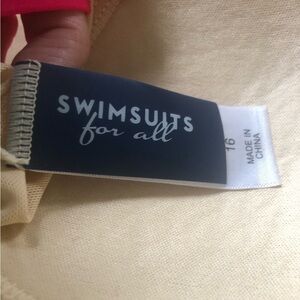 SWIMSUITS
for all
16
MADE IN
CHINA